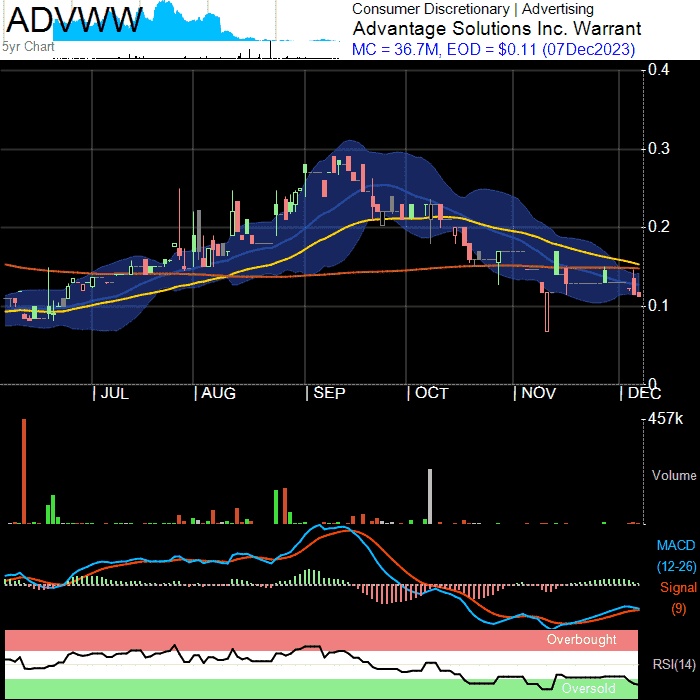 ADVWW
5yr Chart
Consumer Discretionary | Advertising
Advantage Solutions Inc. Warrant
MC = 36.7M, EOD = $0.11 (07Dec2023)
0.4
0.3
0.2
0.1
0
| JUL | AUG | SEP | OCT | NOV | DEC
457k
Volume
MACD
(12-26)
Signal
(9)
Overbought
RSI(14)
Oversold